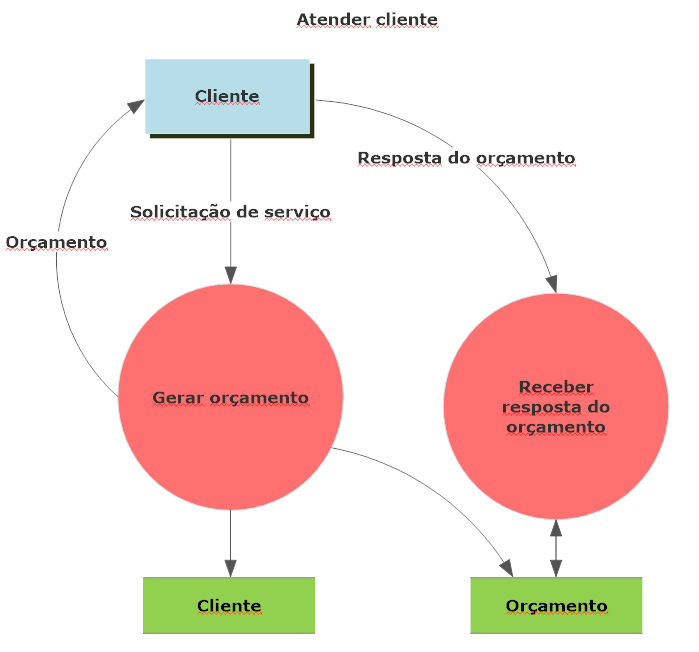 Atender cliente
Cliente
Resposta do orçamento
Solicitação de serviço
Orçamento
Gerar orçamento
Receber
resposta do
orçamento
Cliente
Orçamento